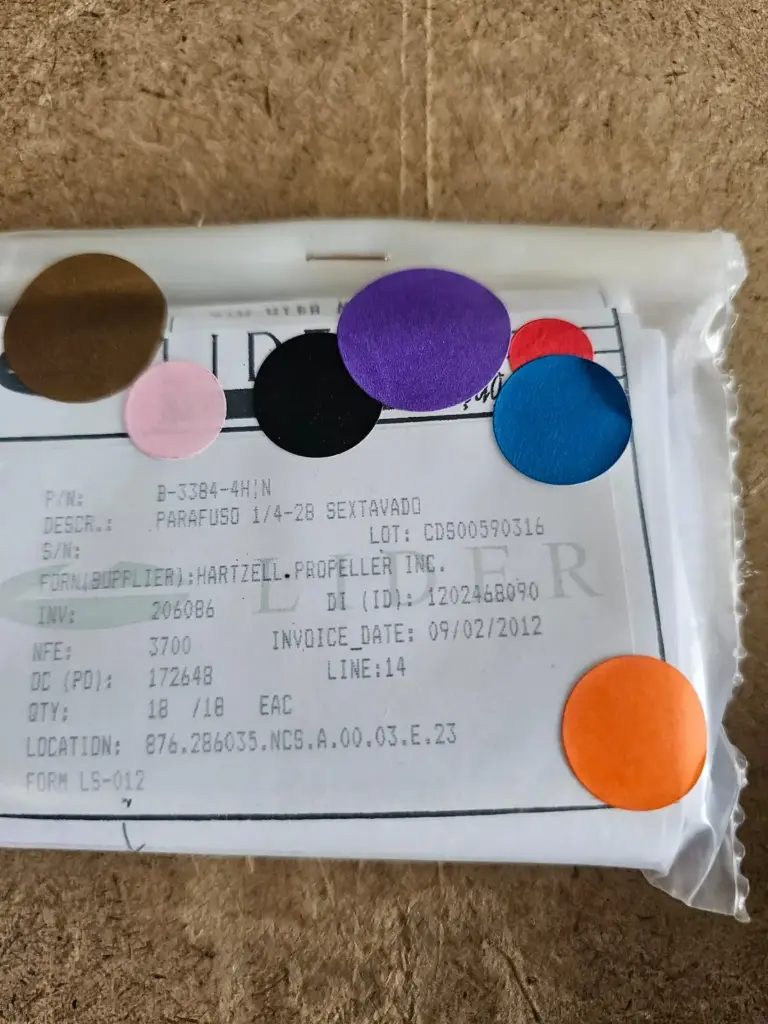 P/N: B-3384-4H|N
DESCR.: PARAFUSO 1/4-28 SEXTAVADO
S/N: LOT: CDS00590316
FORN(SUPPLIER):HARTZELL.PROPELLER INC.
LIDER
INV: 206086 DI (ID): 1202468090
NFE: 3700 INVOICE_DATE: 09/02/2012
OC (PO): 172648 LINE:14
QTY: 18 /18 EAC
LOCATION: 876.286035.NCS.A.00.03.E.23
FORM LS-012